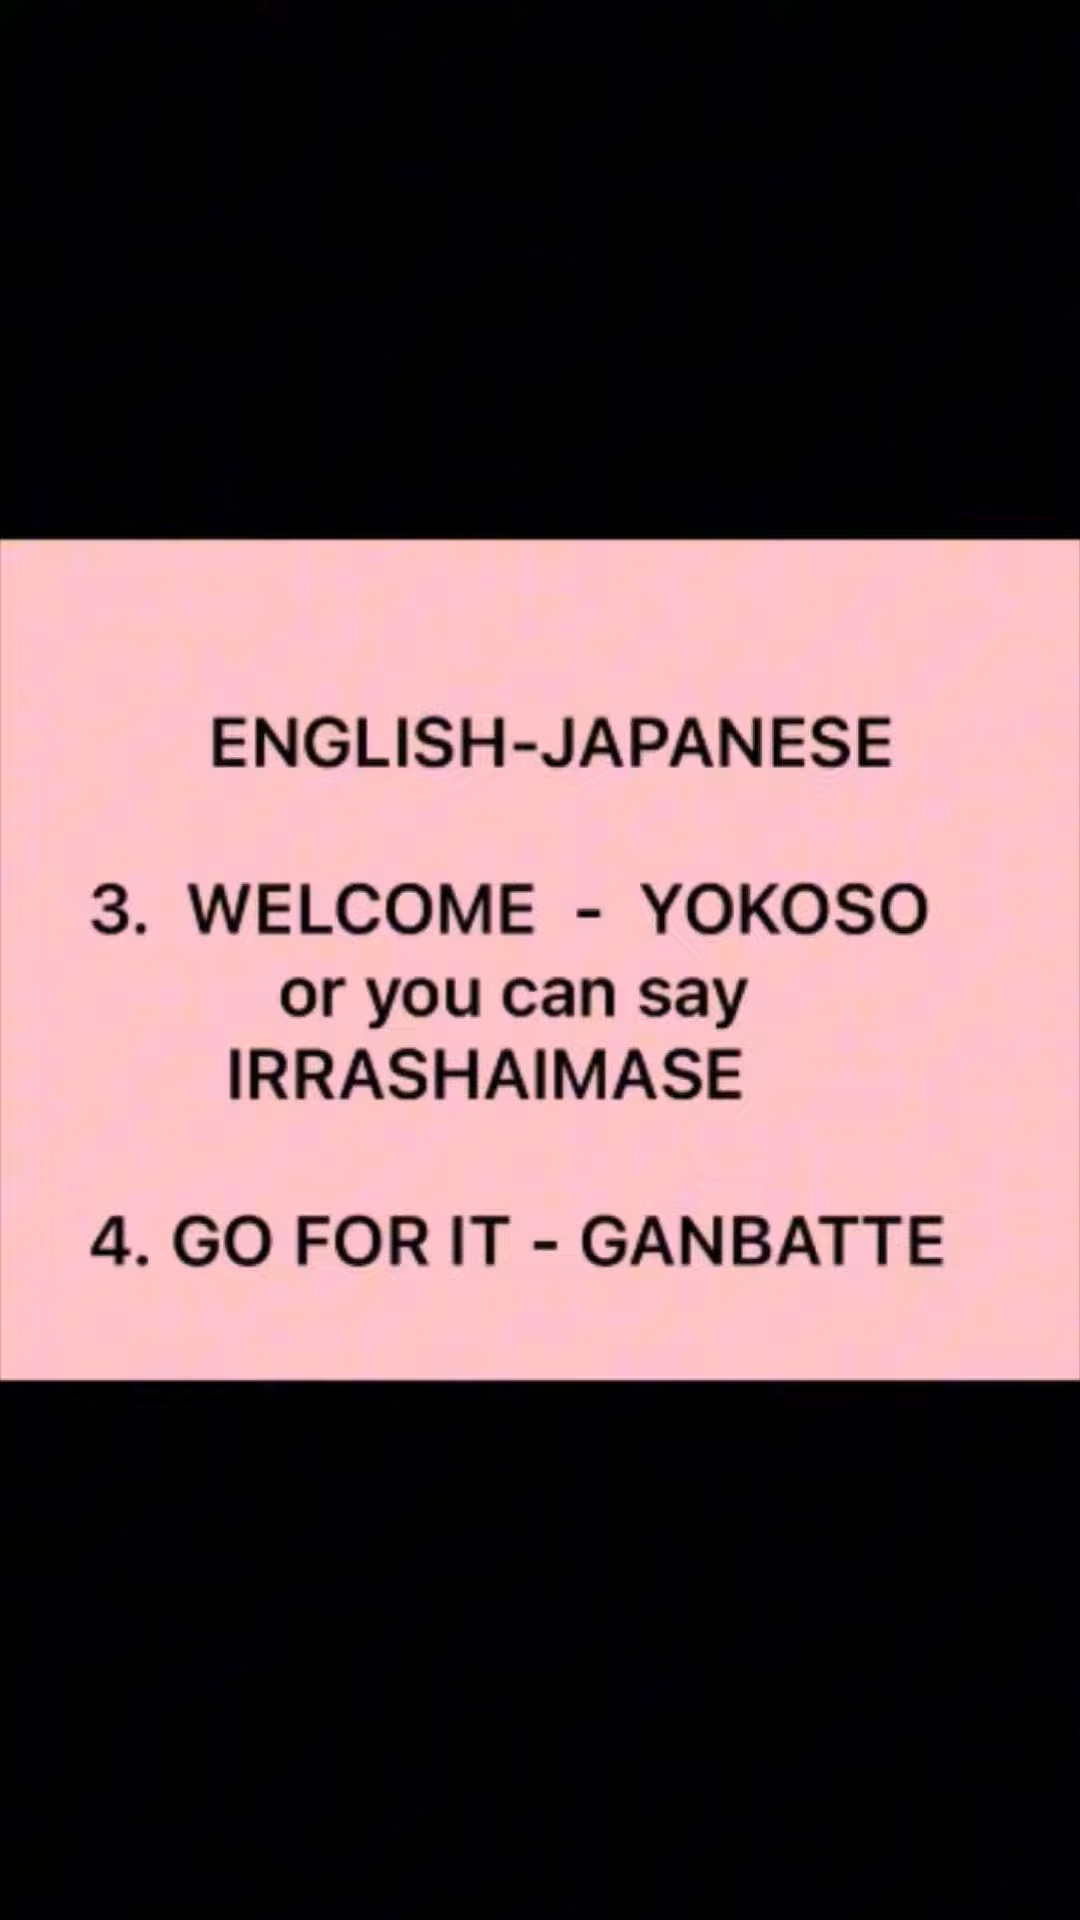 ENGLISH-JAPANESE
3. WELCOME - YOKOSO
or you can say
IRRASHAIMASE
4. GO FOR IT - GANBATTE